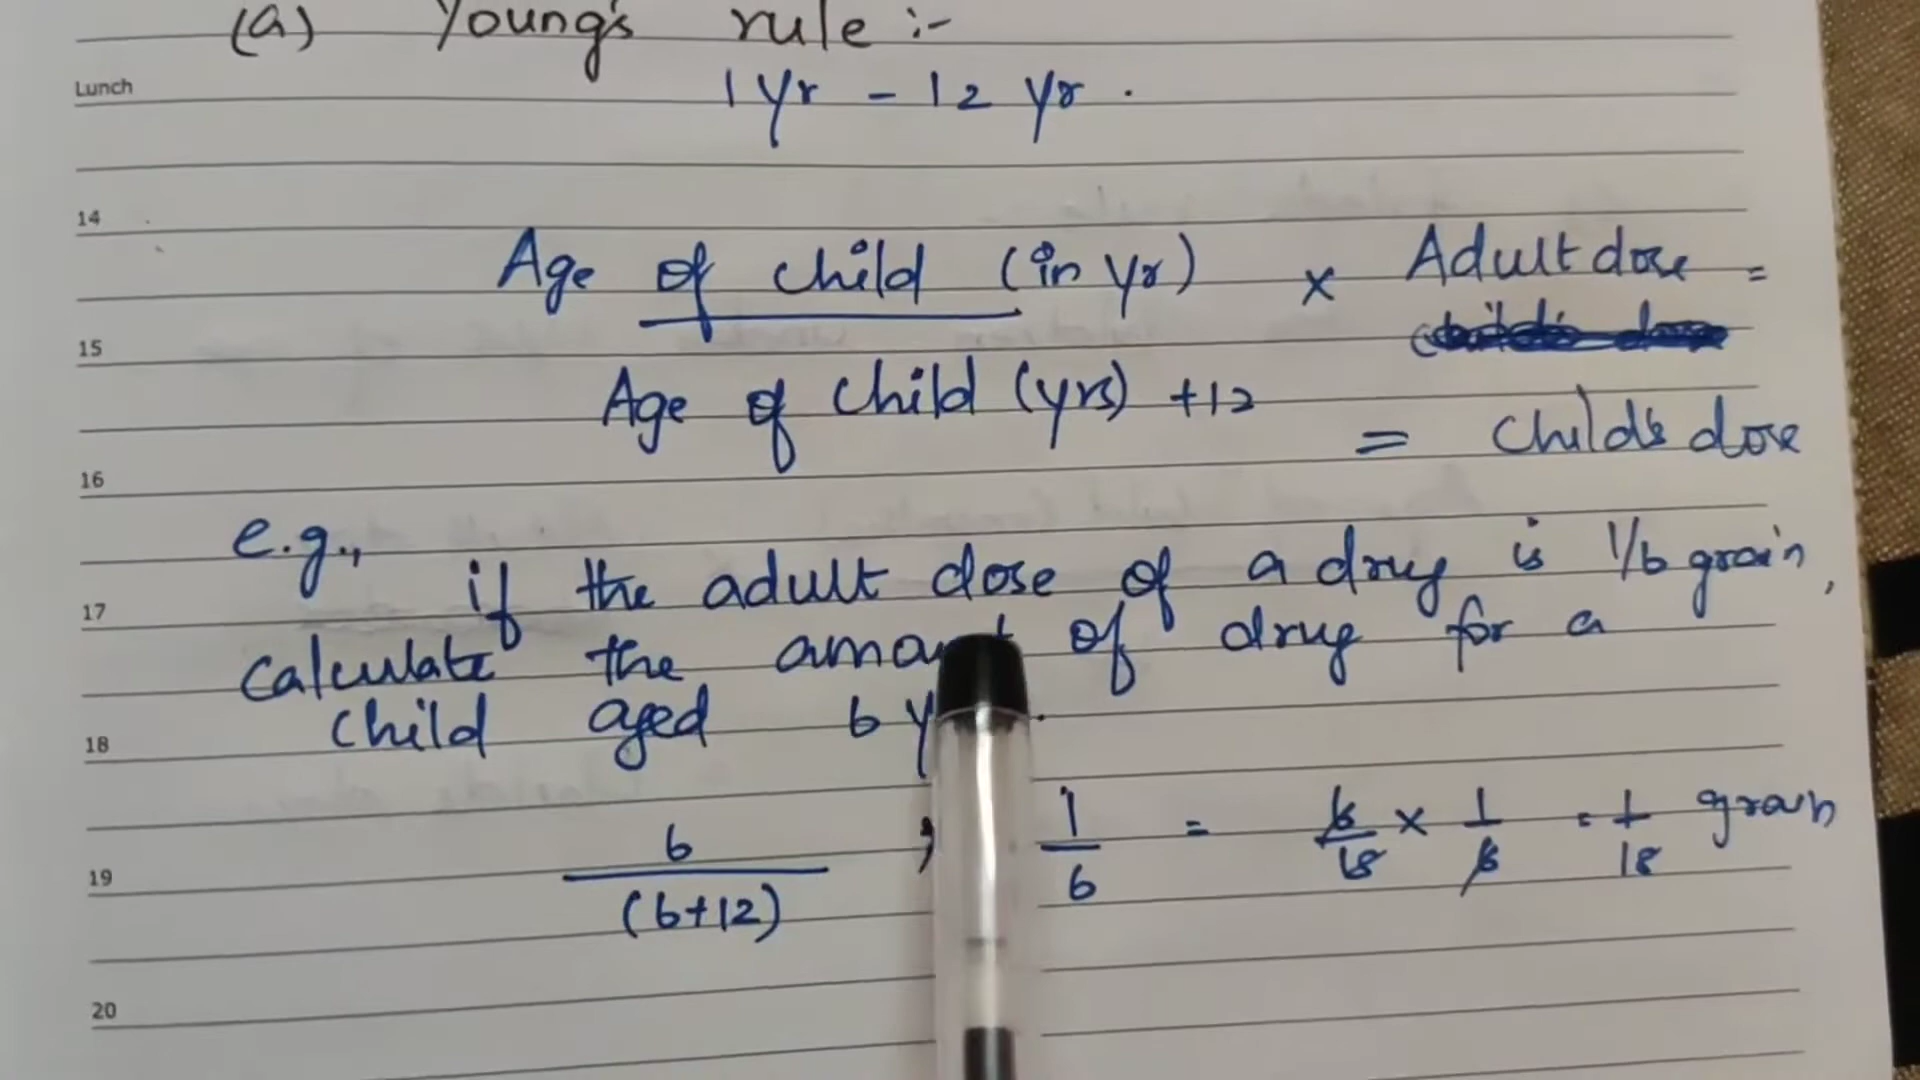 (a) Young's rule :-
Lunch
1 yr - 12 yr .
14
Age of child (in yr) × Adult dose =
15
Age of child (yrs) +12
= Child's dose
16
e.g.,
if the adult dose of a drug is 1/6 grain,
17
calculate the of drug for a
child aged 6
18
6 1 = 6 × 1 = 1 grain
(6+12) 6 18 6 18
19
20